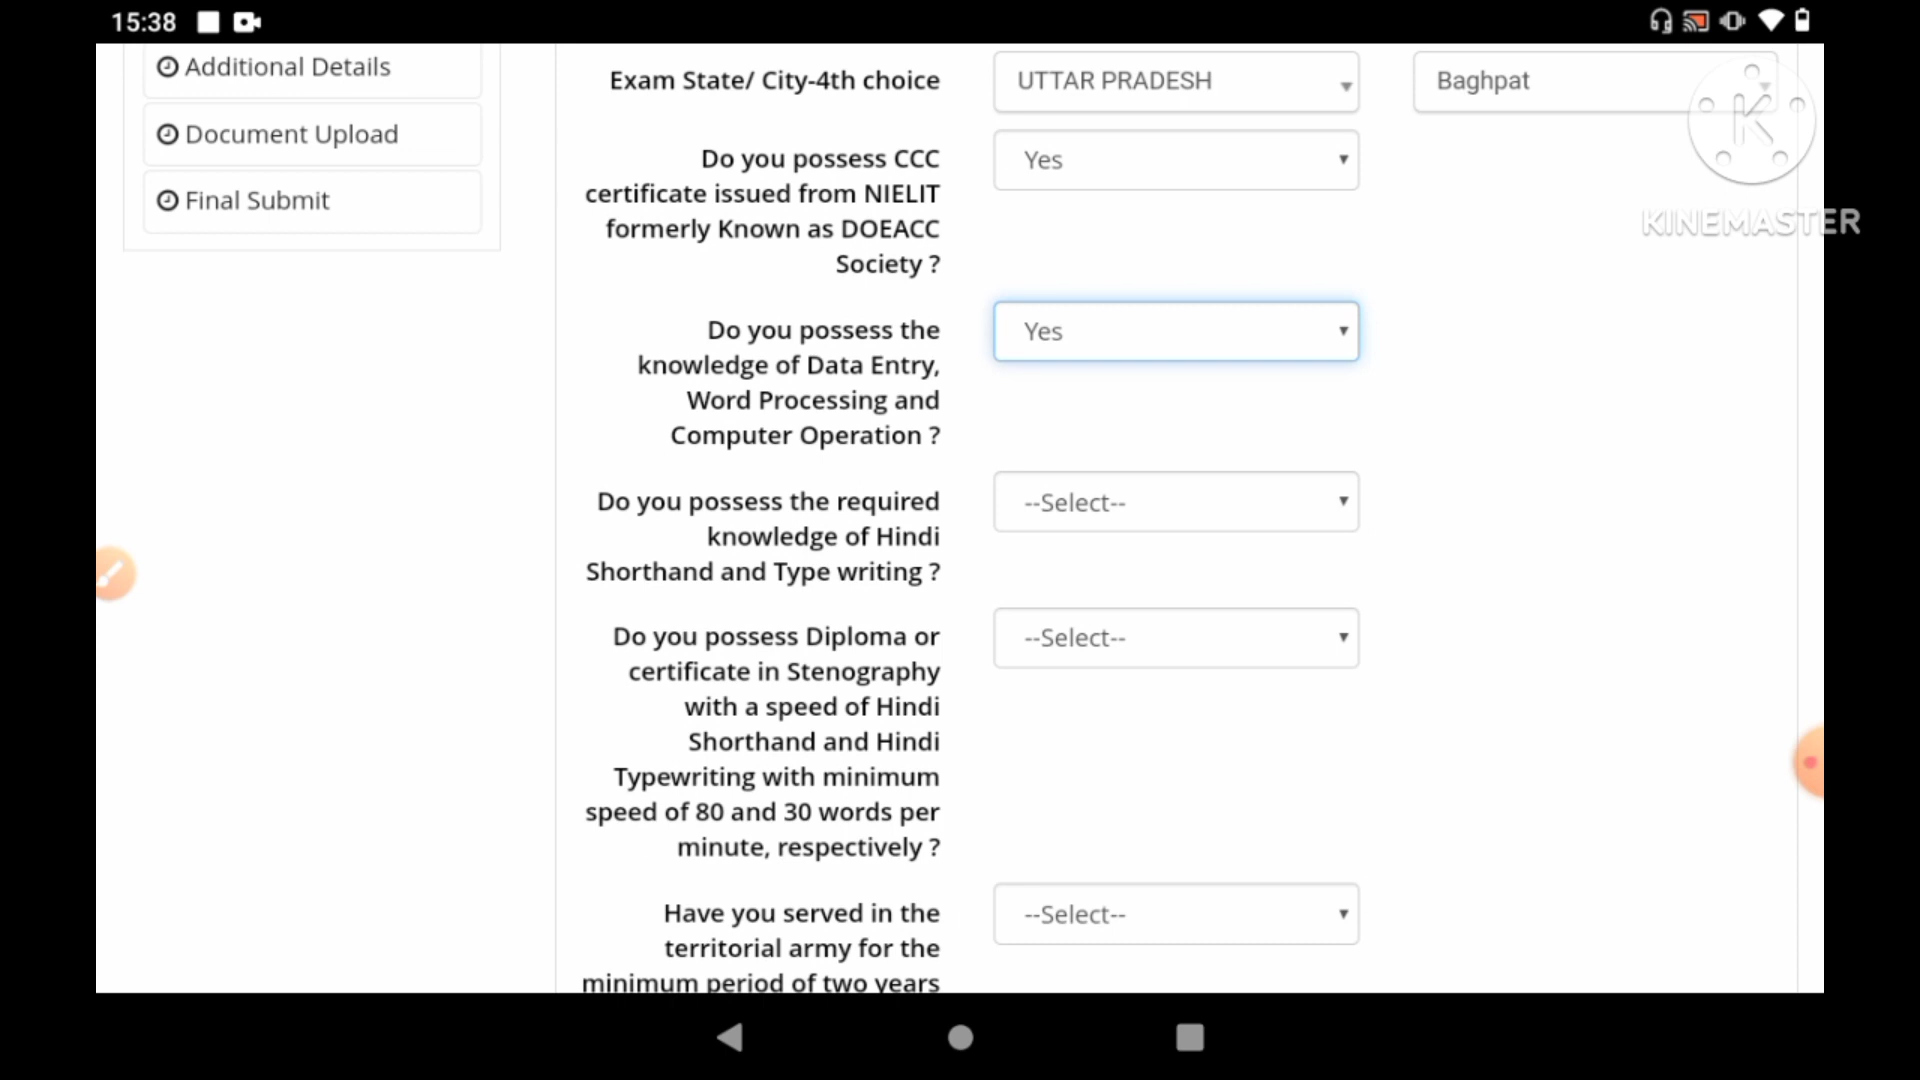 15:38
Additional Details
Document Upload
Final Submit
Exam State/ City-4th choice
UTTAR PRADESH
Baghpat
Do you possess CCC
certificate issued from NIELIT
formerly Known as DOEACC
Society ?
Yes
Do you possess the
knowledge of Data Entry,
Word Processing and
Computer Operation ?
Yes
Do you possess the required
knowledge of Hindi
Shorthand and Type writing ?
--Select--
Do you possess Diploma or
certificate in Stenography
with a speed of Hindi
Shorthand and Hindi
Typewriting with minimum
speed of 80 and 30 words per
minute, respectively ?
--Select--
Have you served in the
territorial army for the
minimum period of two years
--Select--
K
KINEMASTER